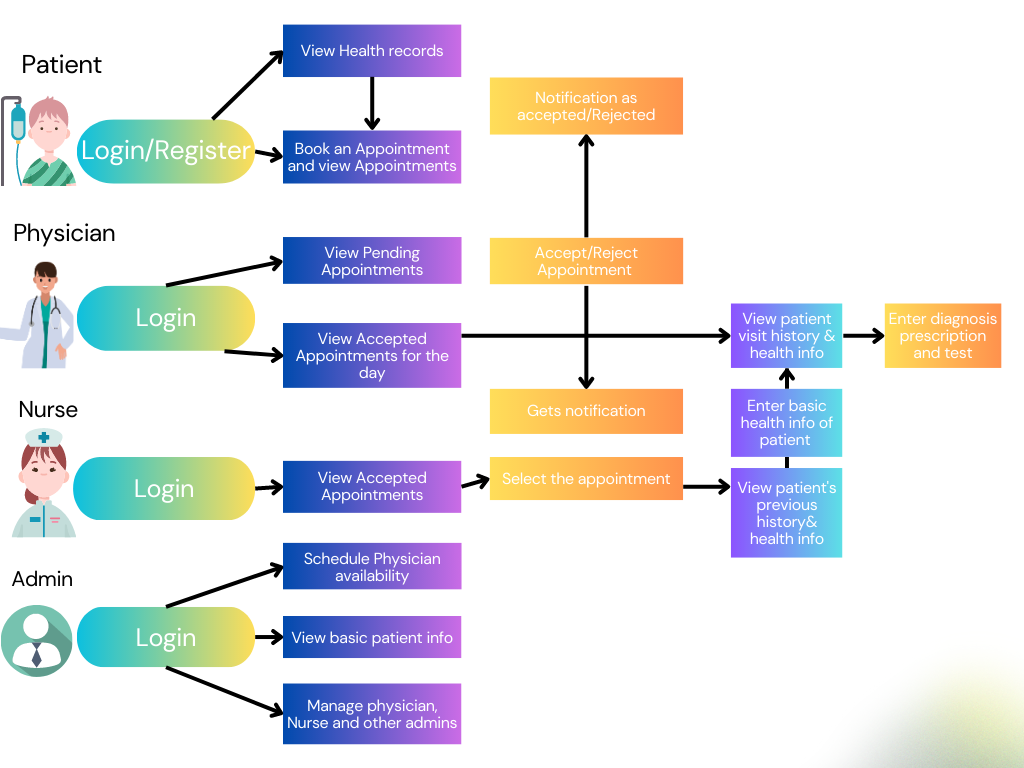 Patient
Login/Register
View Health records
Book an Appointment
and view Appointments
Notification as
accepted/Rejected
Physician
Login
View Pending
Appointments
View Accepted
Appointments for the
day
Accept/Reject
Appointment
Gets notification
View patient
visit history &
health info
Enter diagnosis
prescription
and test
Nurse
Login
View Accepted
Appointments
Select the appointment
Enter basic
health info of
patient
View patient's
previous
history&
health info
Admin
Login
Schedule Physician
availability
View basic patient info
Manage physician,
Nurse and other admins